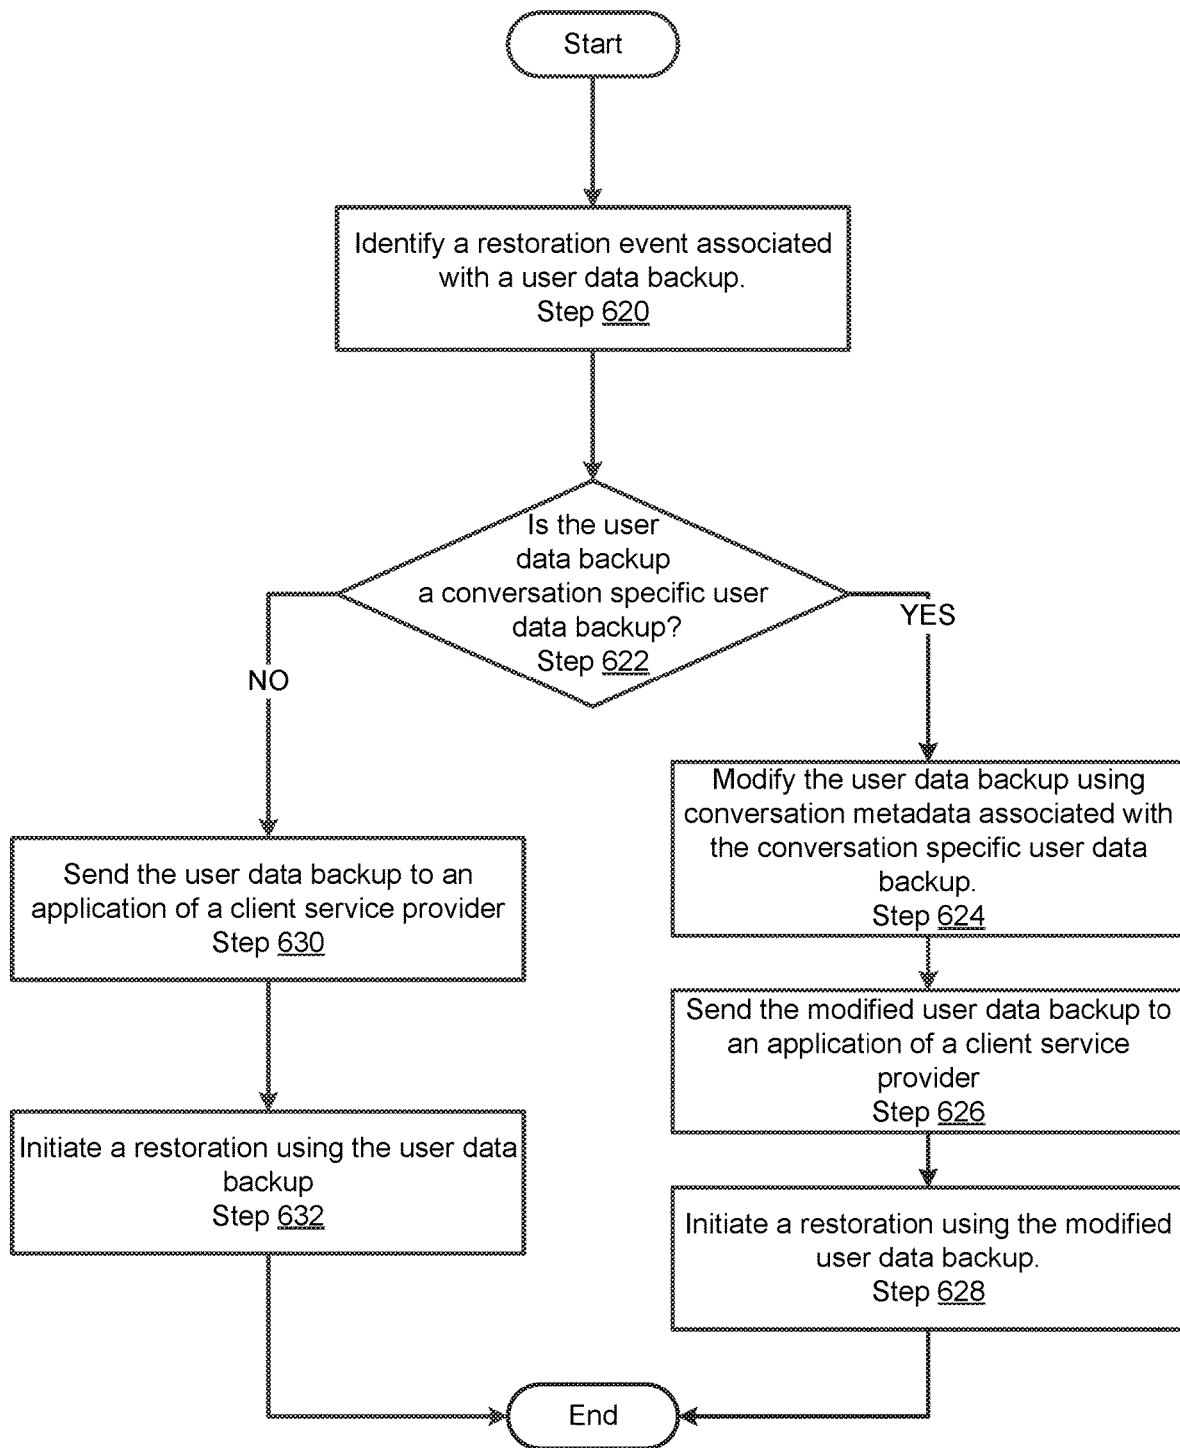 Start
Identify a restoration event associated
with a user data backup.
Step 620
Is the user
data backup
a conversation specific user
data backup?
Step 622
YES
NO
Modify the user data backup using
conversation metadata associated with
the conversation specific user data
backup.
Step 624
Send the user data backup to an
application of a client service provider
Step 630
Send the modified user data backup to
an application of a client service
provider
Step 626
Initiate a restoration using the user data
backup
Step 632
Initiate a restoration using the modified
user data backup.
Step 628
End